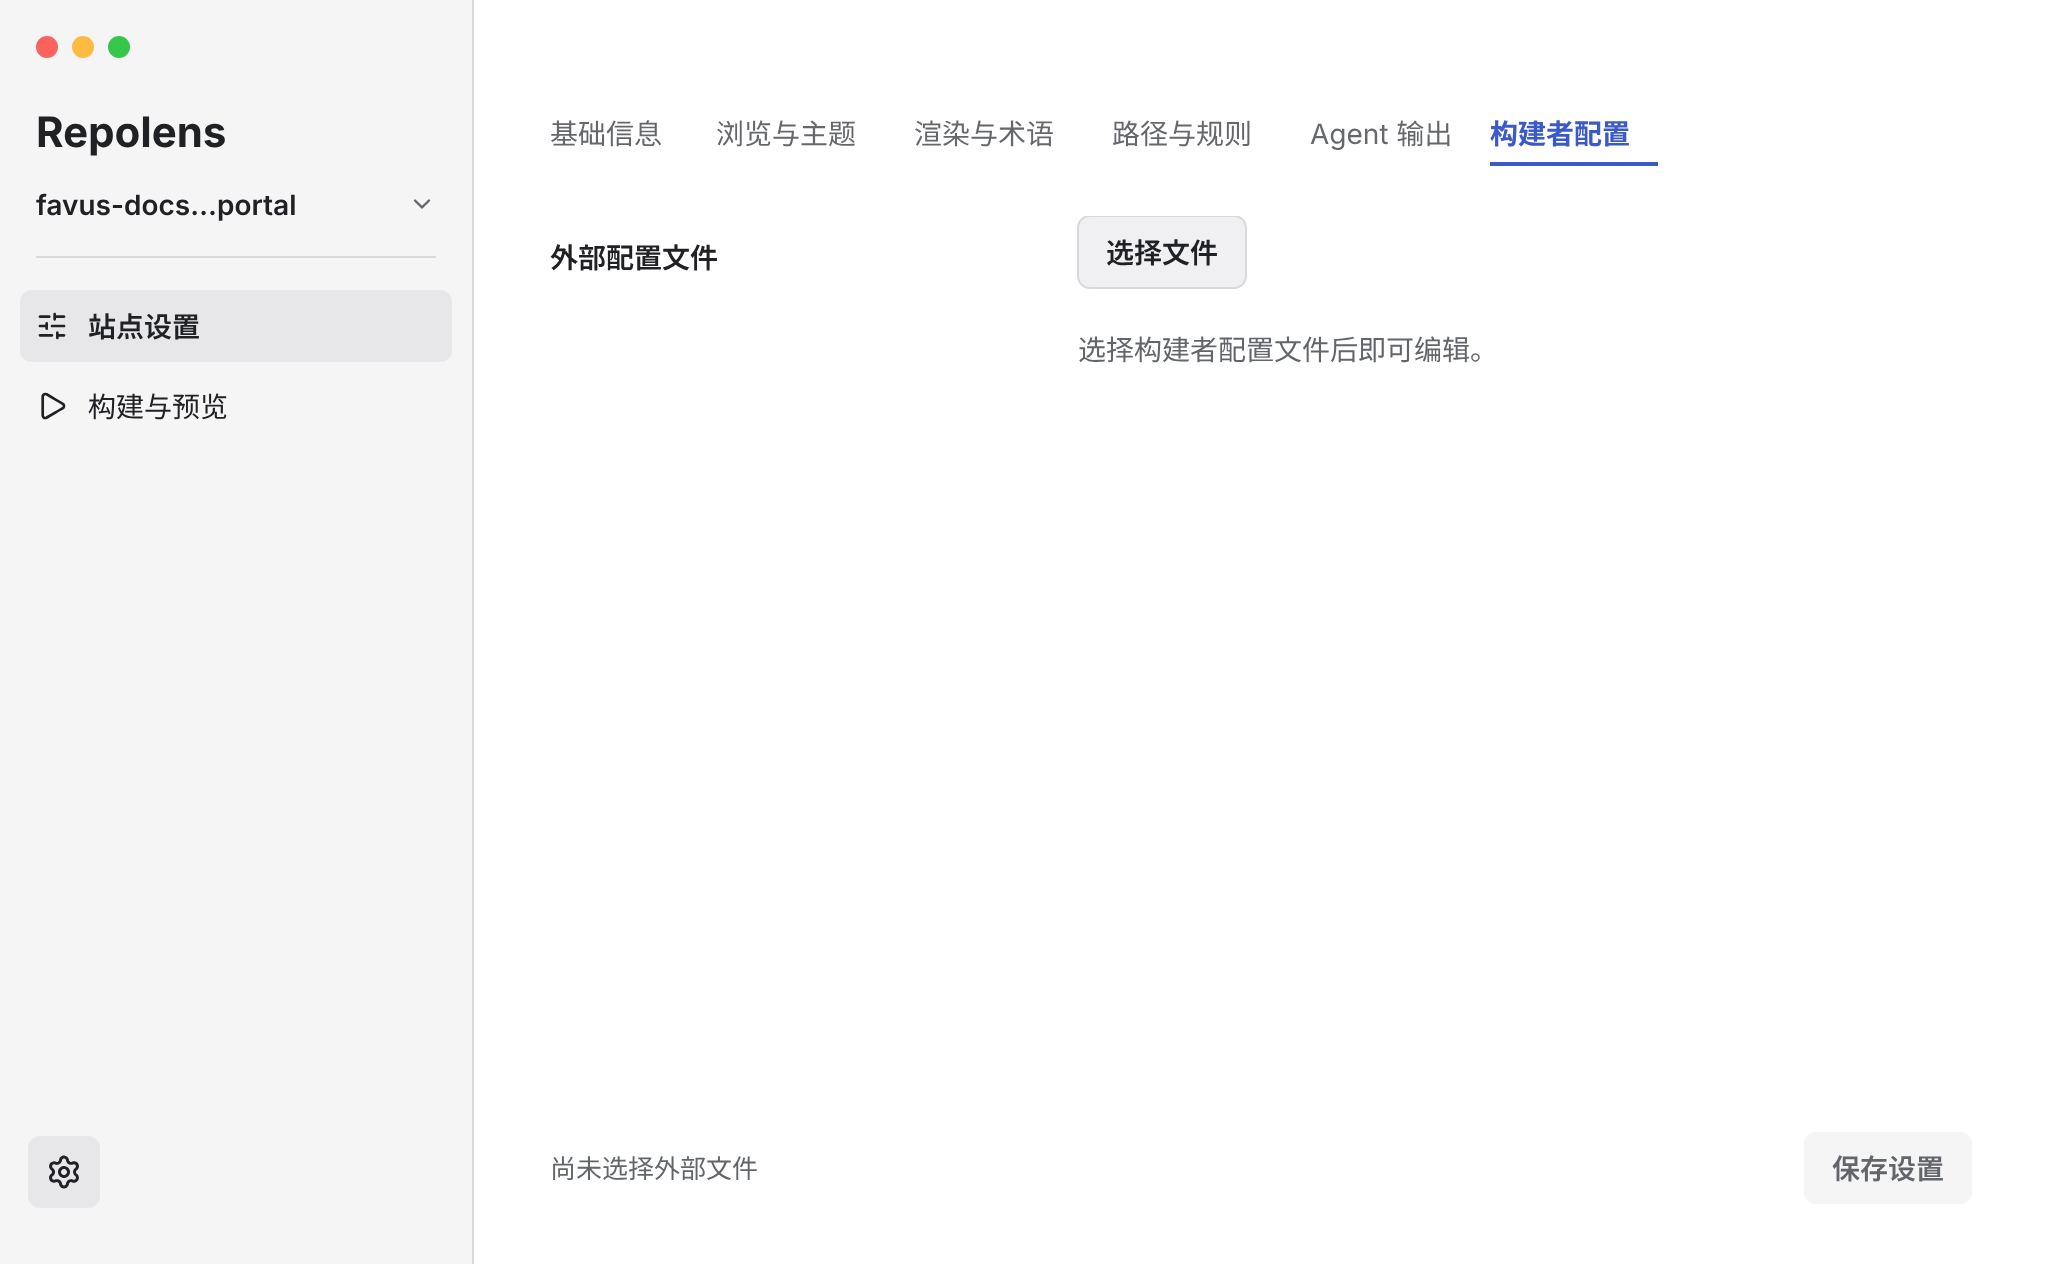 Repolens
favus-docs...portal
站点设置
构建与预览
基础信息 浏览与主题 渲染与术语 路径与规则 Agent 输出 构建者配置
外部配置文件
选择文件
选择构建者配置文件后即可编辑。
尚未选择外部文件
保存设置